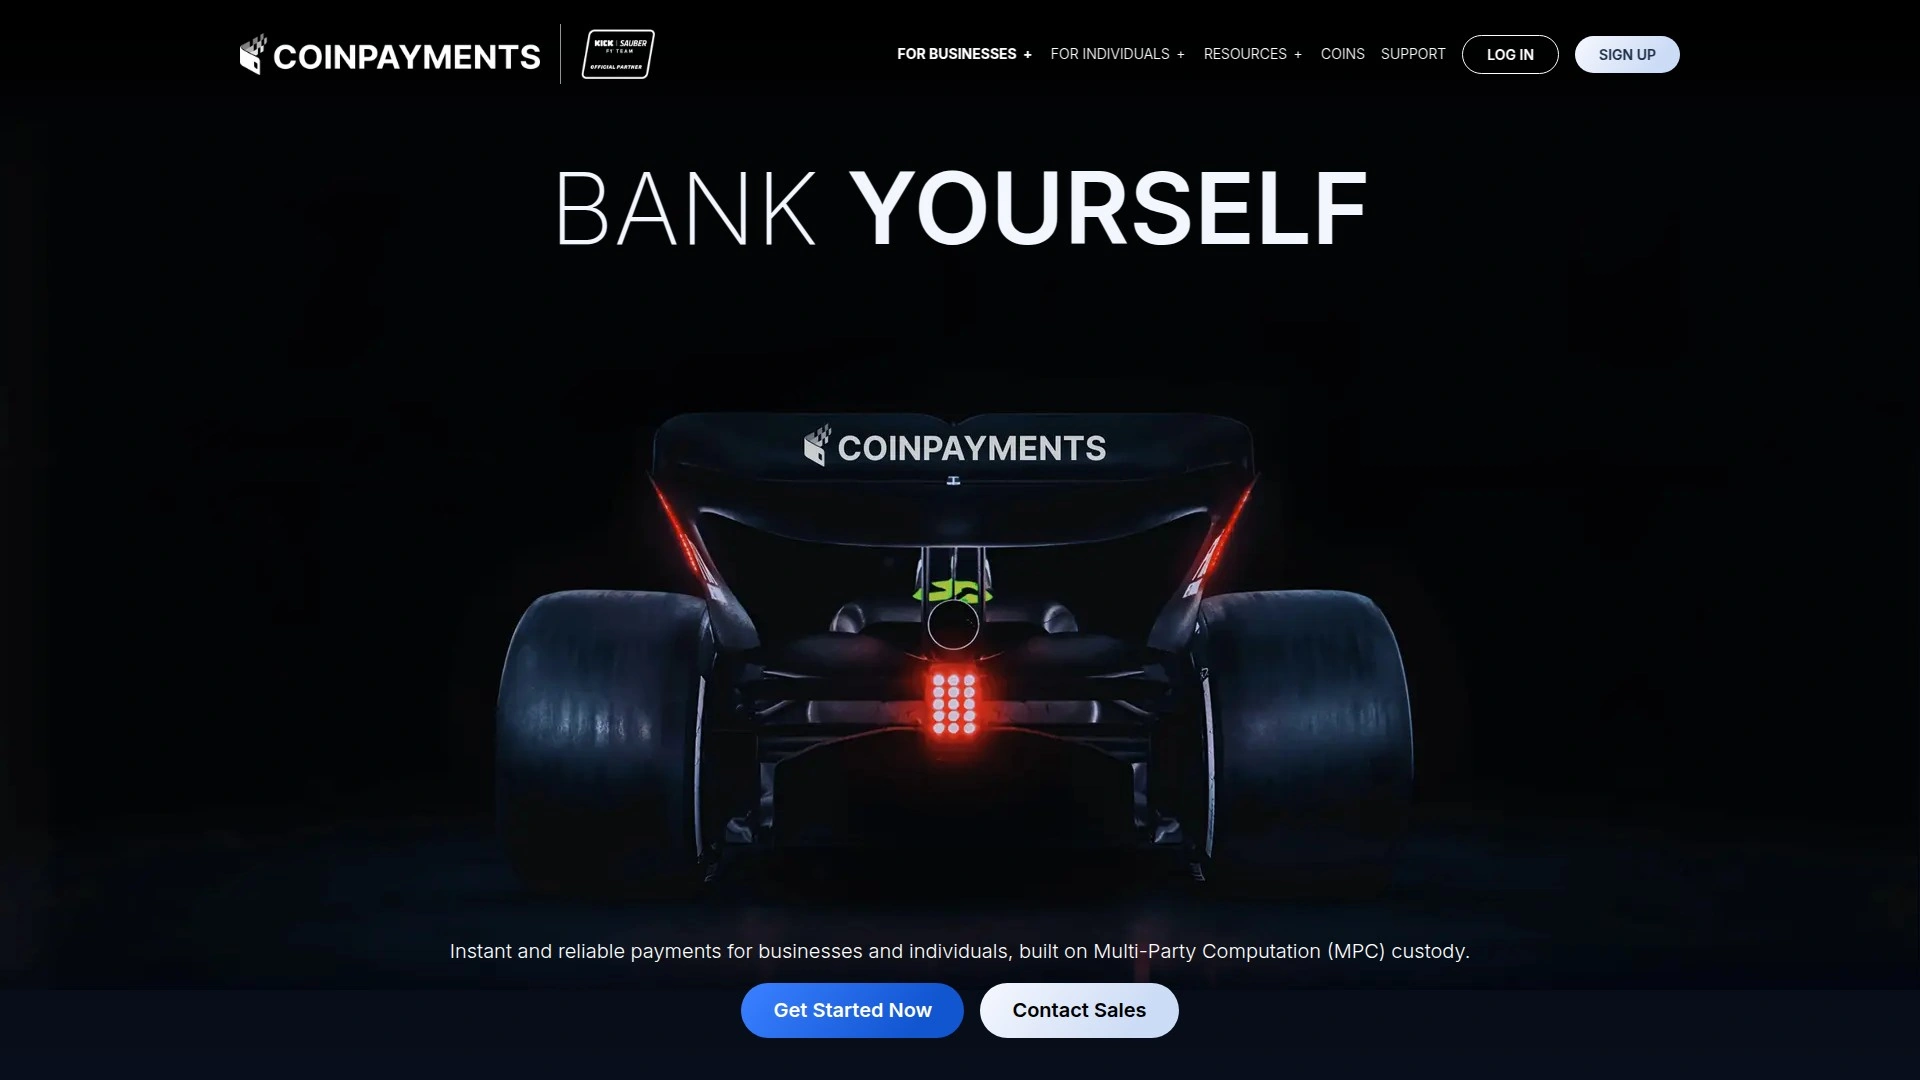 COINPAYMENTS
KICK | SAUBER
F1 TEAM
OFFICIAL PARTNER
FOR BUSINESSES +
FOR INDIVIDUALS +
RESOURCES +
COINS
SUPPORT
LOG IN
SIGN UP
BANK YOURSELF
COINPAYMENTS
Instant and reliable payments for businesses and individuals, built on Multi-Party Computation (MPC) custody.
Get Started Now
Contact Sales